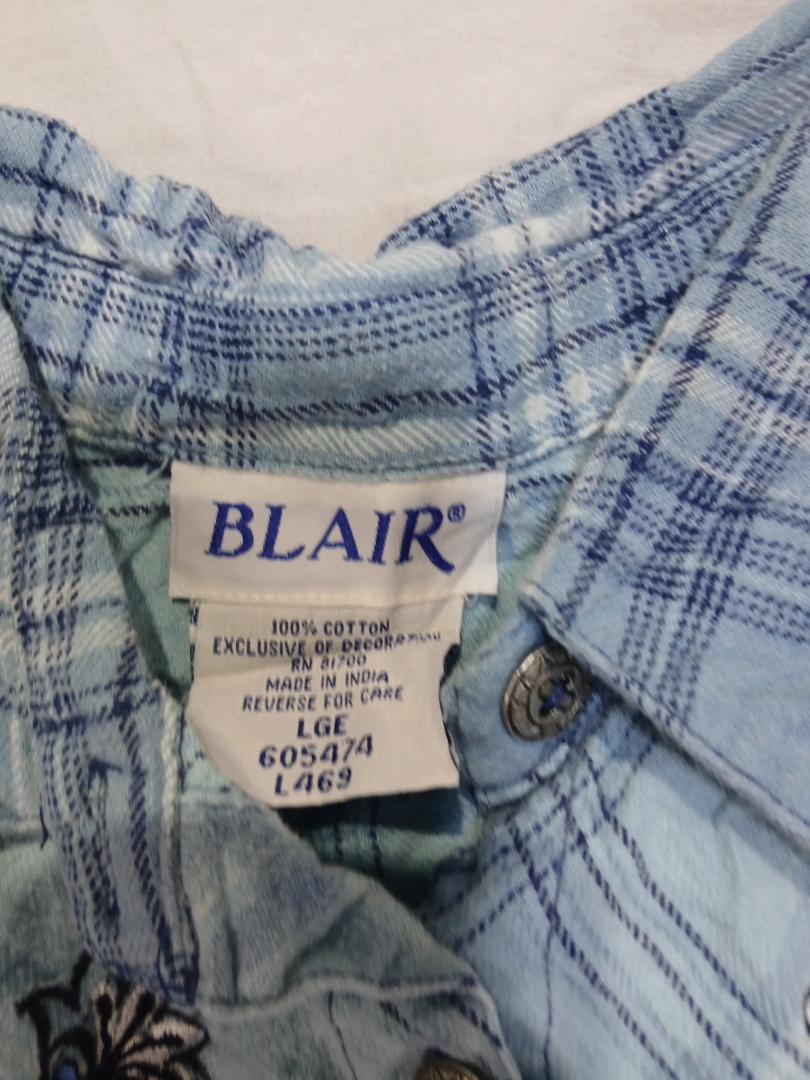 BLAIR®
100% COTTON
EXCLUSIVE OF DECORATION
RN 81700
MADE IN INDIA
REVERSE FOR CARE
LGE
605474
L469